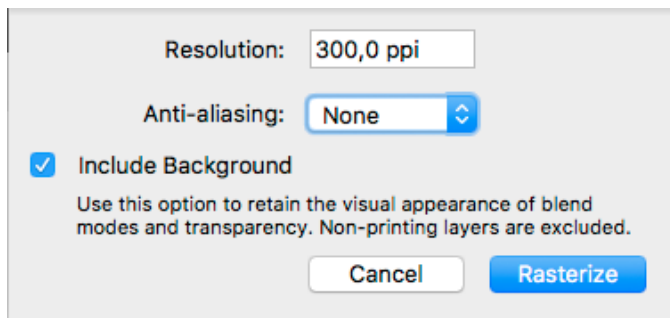 Resolution: 300,0 ppi
Anti-aliasing: None
Include Background
Use this option to retain the visual appearance of blend
modes and transparency. Non-printing layers are excluded.
Cancel Rasterize